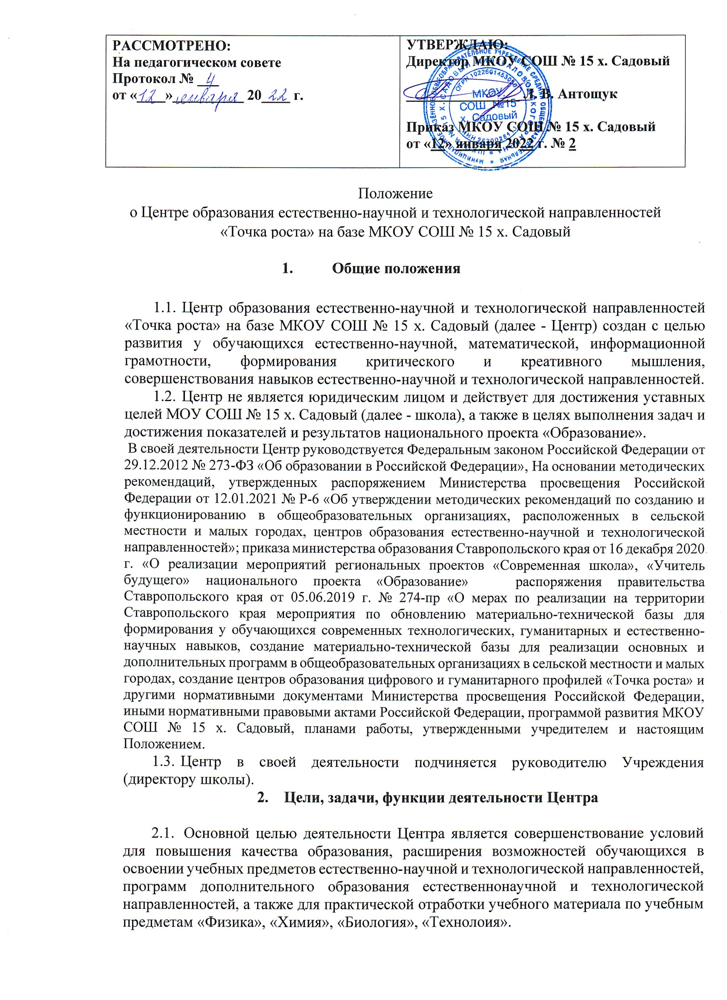 РАССМОТРЕНО:
На педагогическом совете
Протокол № 4
от «12» января 2022 г.
УТВЕРЖДАЮ:
Директор МКОУ СОШ № 15 х. Садовый
Л. В. Антощук
Приказ МКОУ СОШ № 15 х. Садовый
от «12» января 2022 г. № 2
МКОУ
СОШ №15
х. Садовый
Положение
о Центре образования естественно-научной и технологической направленностей
«Точка роста» на базе МКОУ СОШ № 15 х. Садовый
1. Общие положения
1.1. Центр образования естественно-научной и технологической направленностей
«Точка роста» на базе МКОУ СОШ № 15 х. Садовый (далее - Центр) создан с целью
развития у обучающихся естественно-научной, математической, информационной
грамотности, формирования критического и креативного мышления,
совершенствования навыков естественно-научной и технологической направленностей.
1.2. Центр не является юридическим лицом и действует для достижения уставных
целей МОУ СОШ № 15 х. Садовый (далее - школа), а также в целях выполнения задач и
достижения показателей и результатов национального проекта «Образование».
В своей деятельности Центр руководствуется Федеральным законом Российской Федерации от
29.12.2012 № 273-ФЗ «Об образовании в Российской Федерации», На основании методических
рекомендаций, утвержденных распоряжением Министерства просвещения Российской
Федерации от 12.01.2021 № Р-6 «Об утверждении методических рекомендаций по созданию и
функционированию в общеобразовательных организациях, расположенных в сельской
местности и малых городах, центров образования естественно-научной и технологической
направленностей»; приказа министерства образования Ставропольского края от 16 декабря 2020
г. «О реализации мероприятий региональных проектов «Современная школа», «Учитель
будущего» национального проекта «Образование» распоряжения правительства
Ставропольского края от 05.06.2019 г. № 274-пр «О мерах по реализации на территории
Ставропольского края мероприятия по обновлению материально-технической базы для
формирования у обучающихся современных технологических, гуманитарных и естественно-
научных навыков, создание материально-технической базы для реализации основных и
дополнительных программ в общеобразовательных организациях в сельской местности и малых
городах, создание центров образования цифрового и гуманитарного профилей «Точка роста» и
другими нормативными документами Министерства просвещения Российской Федерации,
иными нормативными правовыми актами Российской Федерации, программой развития МКОУ
СОШ № 15 х. Садовый, планами работы, утвержденными учредителем и настоящим
Положением.
1.3. Центр в своей деятельности подчиняется руководителю Учреждения
(директору школы).
2. Цели, задачи, функции деятельности Центра
2.1. Основной целью деятельности Центра является совершенствование условий
для повышения качества образования, расширения возможностей обучающихся в
освоении учебных предметов естественно-научной и технологической направленностей,
программ дополнительного образования естественнонаучной и технологической
направленностей, а также для практической отработки учебного материала по учебным
предметам «Физика», «Химия», «Биология», «Технолоия».